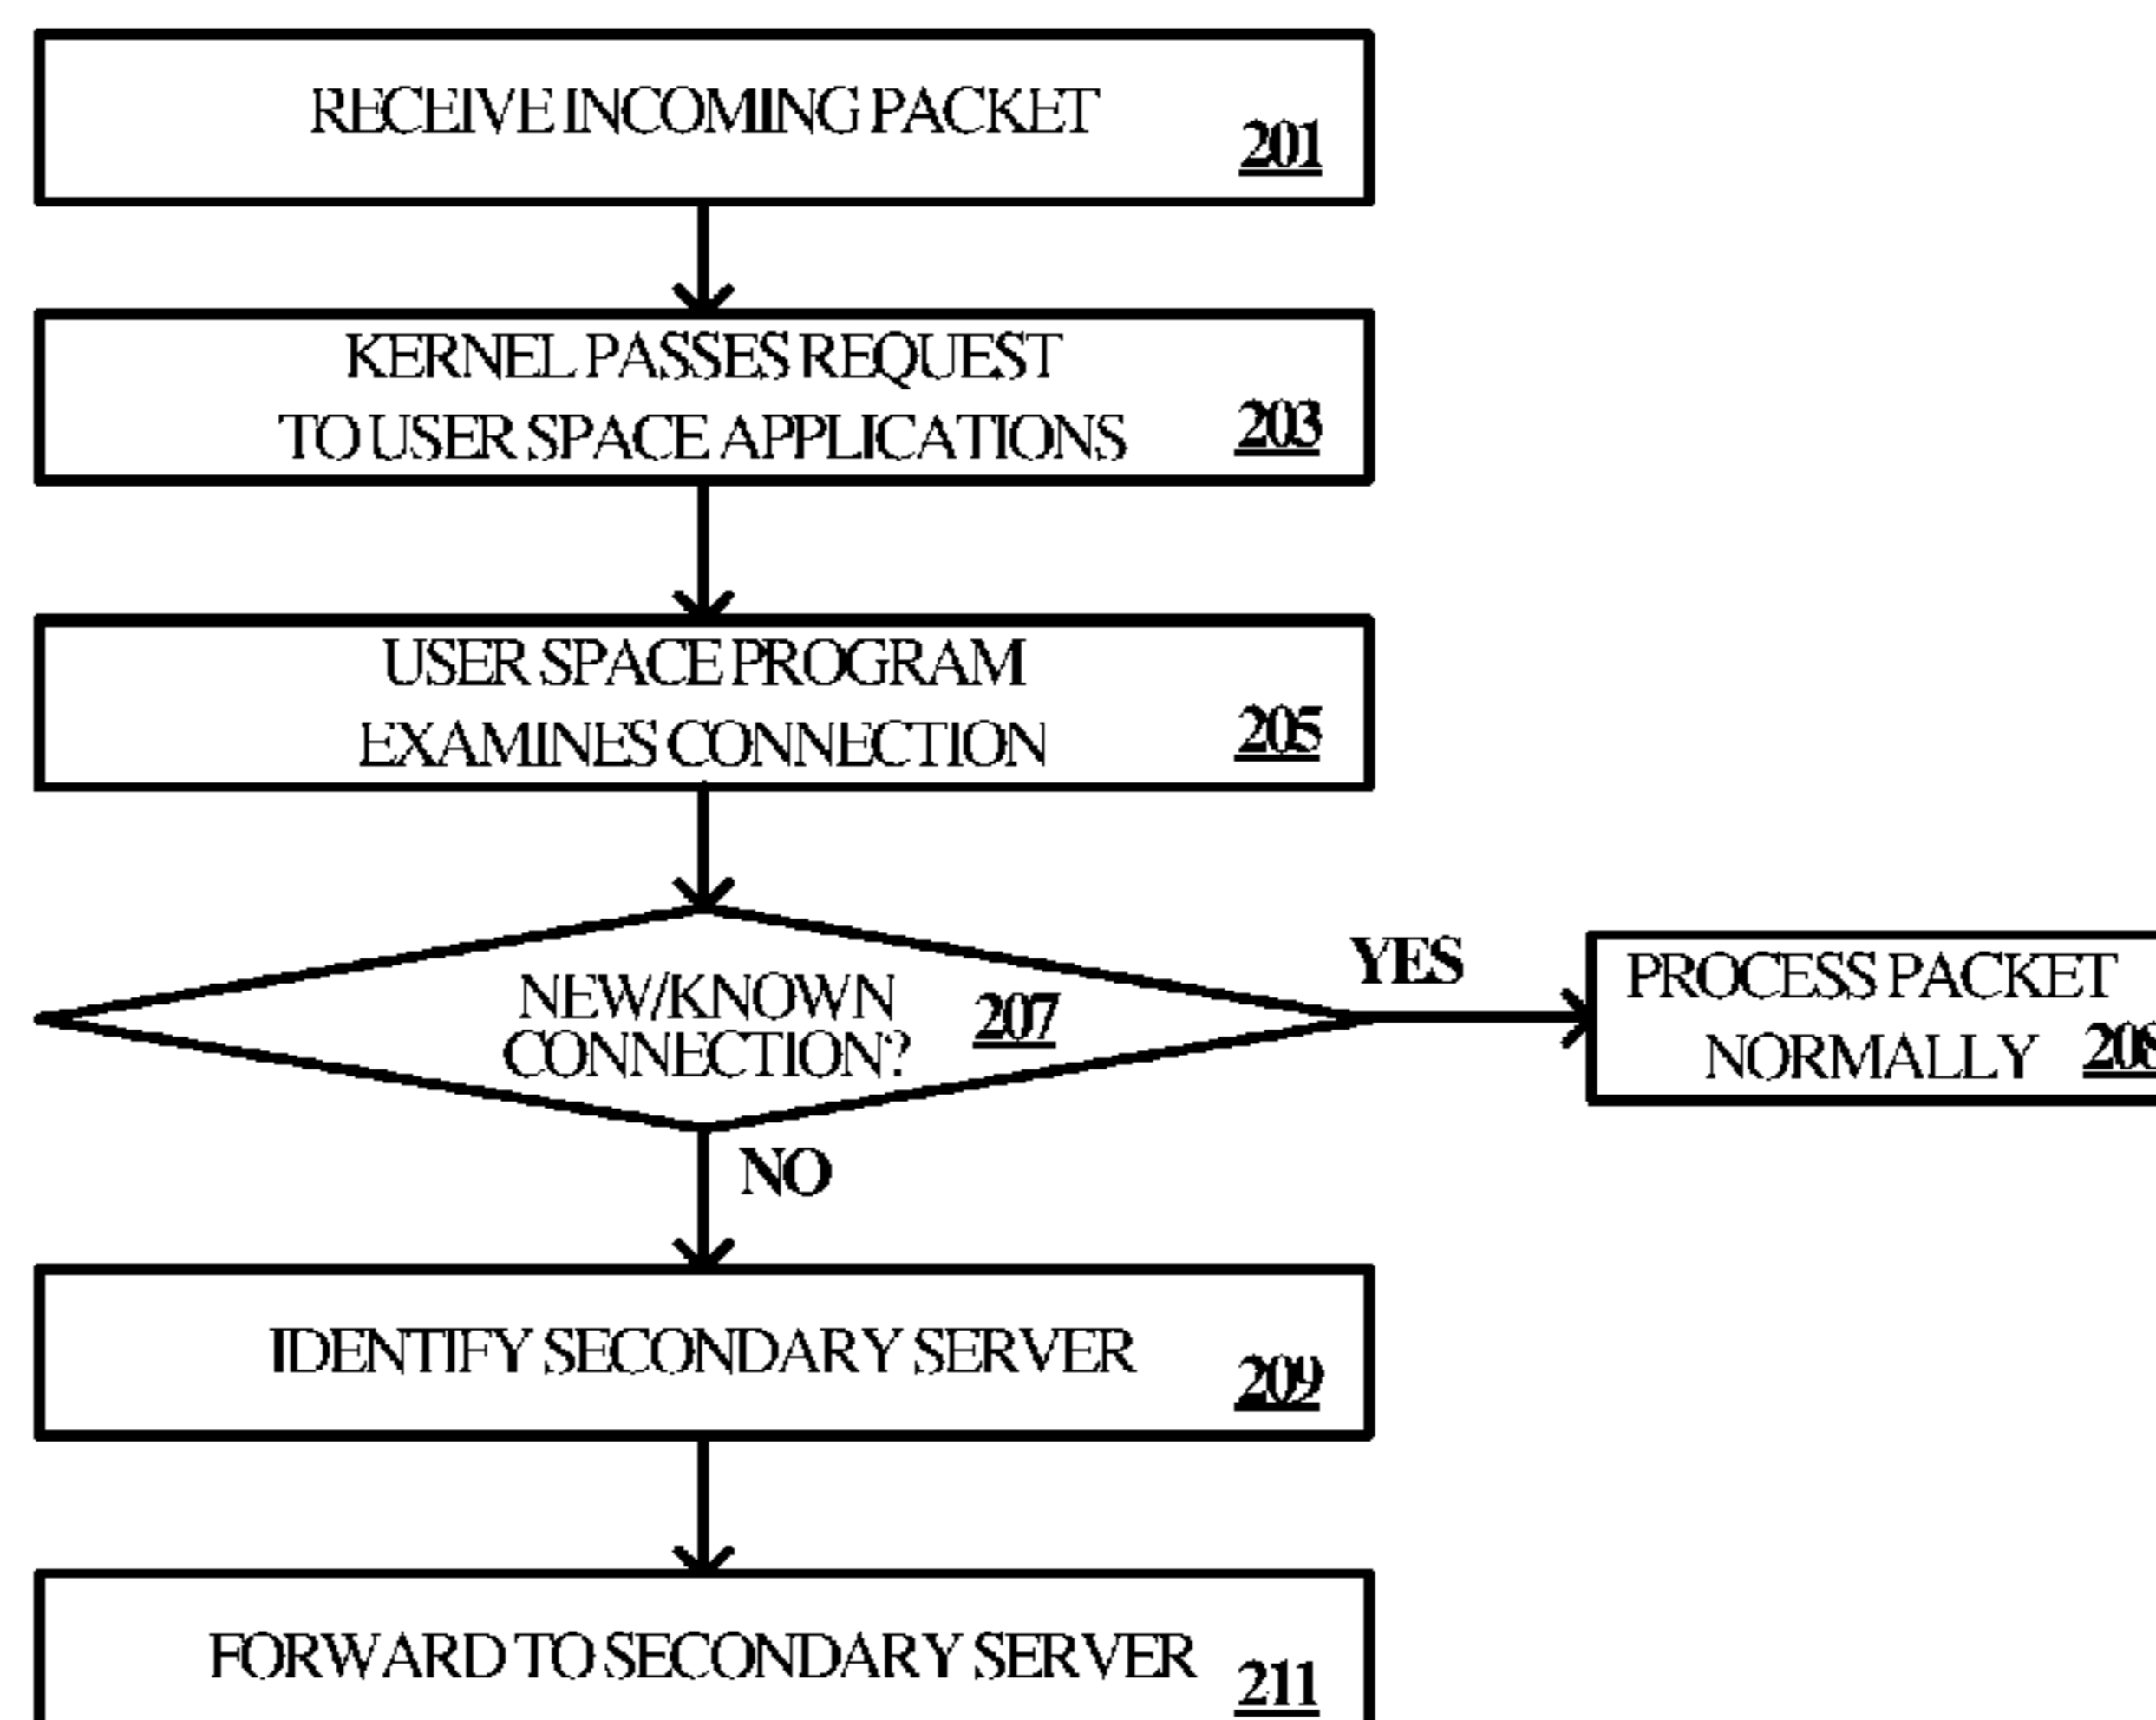 RECEIVE INCOMING PACKET
201
KERNEL PASSES REQUEST
TO USER SPACE APPLICATIONS
203
USER SPACE PROGRAM
EXAMINES CONNECTION
205
NEW/KNOWN
CONNECTION?
207
YES
PROCESS PACKET
NORMALLY
208
NO
IDENTIFY SECONDARY SERVER
209
FORWARD TO SECONDARY SERVER
211